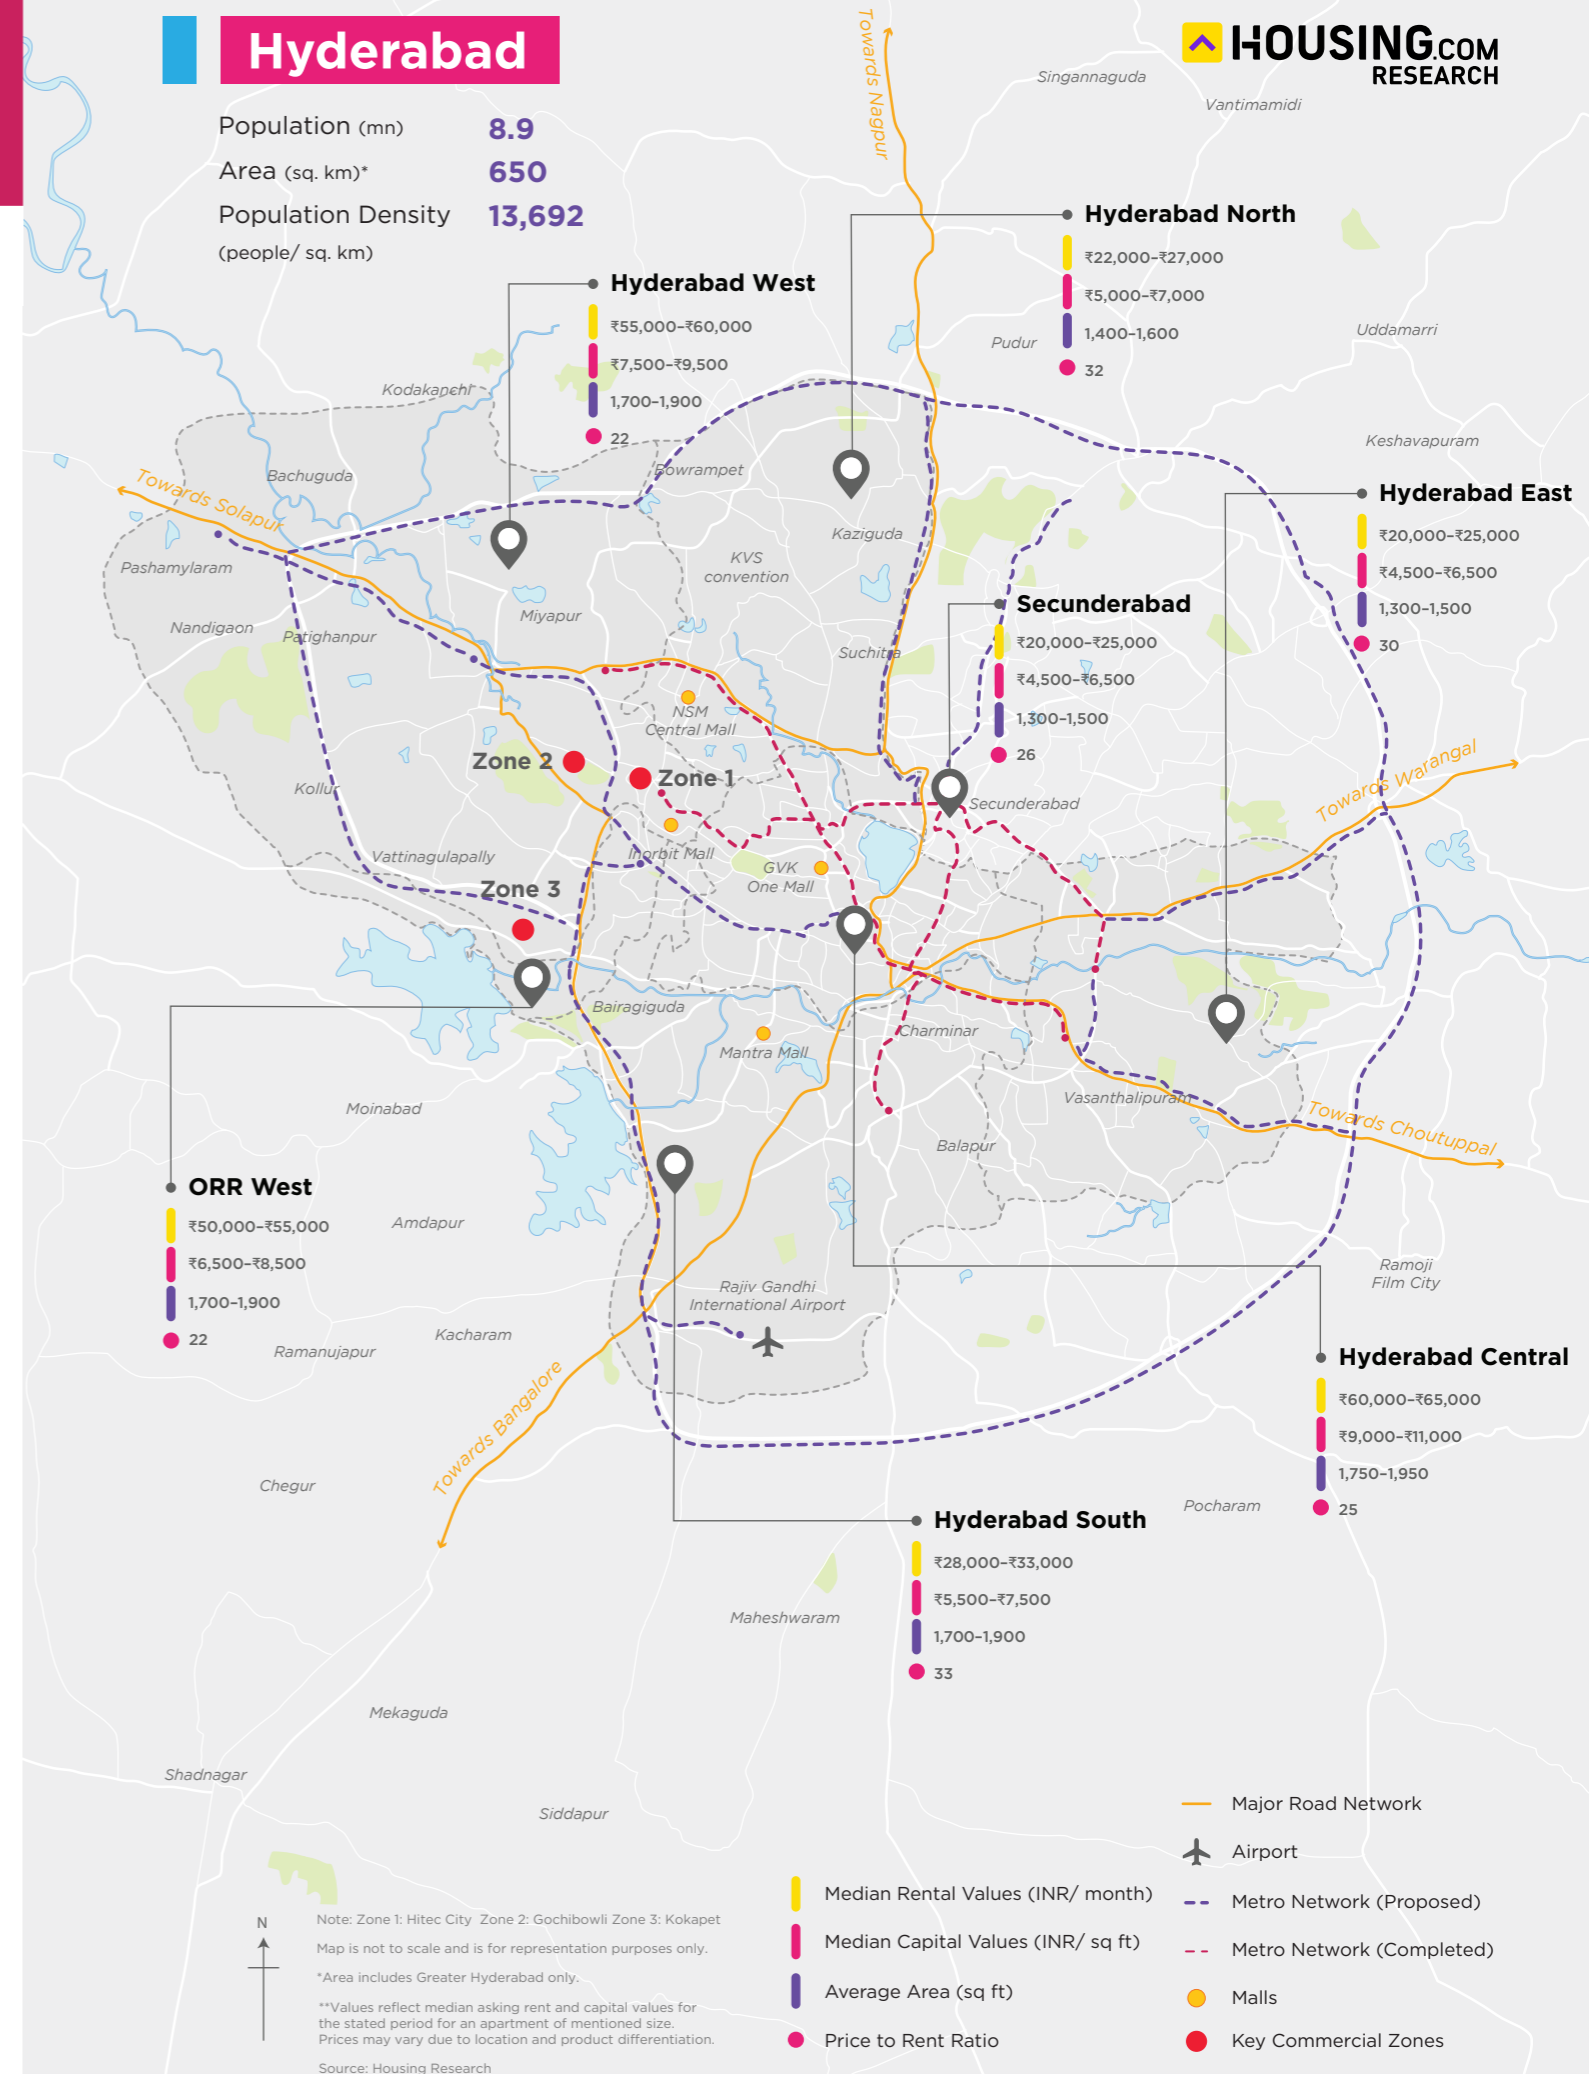 Hyderabad
HOUSING.COM
RESEARCH
Population (mn) 8.9
Area (sq. km)* 650
Population Density 13,692
(people/ sq. km)
Towards Nagpur
Singannaguda
Vantimamidi
Hyderabad North
₹22,000–₹27,000
₹5,000–₹7,000
1,400–1,600
32
Hyderabad West
₹55,000–₹60,000
₹7,500–₹9,500
1,700–1,900
22
Pudur
Uddamarri
Kodakanchi
Keshavapuram
Bowrampet
Bachuguda
Towards Solapur
Hyderabad East
₹20,000–₹25,000
₹4,500–₹6,500
1,300–1,500
30
Kaziguda
KVS
convention
Pashamylaram
Secunderabad
₹20,000–₹25,000
₹4,500–₹6,500
1,300–1,500
26
Miyapur
Nandigaon
Patighanpur
Suchitra
NSM
Central Mall
Zone 2
Zone 1
Kollur
Secunderabad
Towards Warangal
Vattinagulapally
Inorbit Mall
GVK
One Mall
Zone 3
Bairagiguda
Charminar
Mantra Mall
Moinabad
Vasanthalipuram
Towards Choutuppal
Balapur
ORR West
₹50,000–₹55,000
₹6,500–₹8,500
1,700–1,900
22
Amdapur
Ramoji
Film City
Rajiv Gandhi
International Airport
Kacharam
Ramanujapur
Hyderabad Central
₹60,000–₹65,000
₹9,000–₹11,000
1,750–1,950
25
Towards Bangalore
Chegur
Pocharam
Hyderabad South
₹28,000–₹33,000
₹5,500–₹7,500
1,700–1,900
33
Maheshwaram
Mekaguda
Shadnagar
Siddapur
N
Note: Zone 1: Hitec City Zone 2: Gochibowli Zone 3: Kokapet
Map is not to scale and is for representation purposes only.
*Area includes Greater Hyderabad only.
**Values reflect median asking rent and capital values for
the stated period for an apartment of mentioned size.
Prices may vary due to location and product differentiation.
Source: Housing Research
Median Rental Values (INR/ month)
Median Capital Values (INR/ sq ft)
Average Area (sq ft)
Price to Rent Ratio
Major Road Network
Airport
Metro Network (Proposed)
Metro Network (Completed)
Malls
Key Commercial Zones